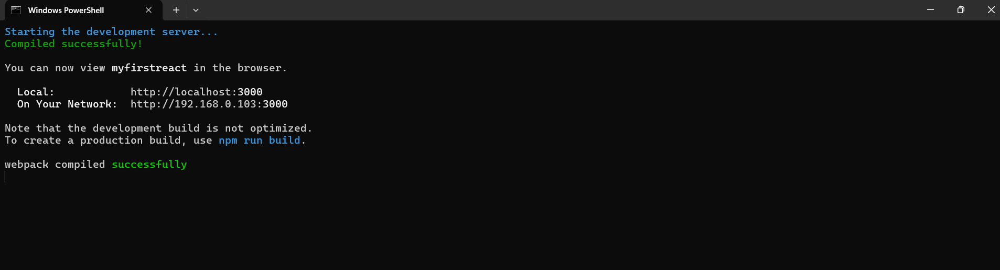 Windows PowerShell
Starting the development server...
Compiled successfully!
You can now view myfirstreact in the browser.
Local: http://localhost:3000
On Your Network: http://192.168.0.103:3000
Note that the development build is not optimized.
To create a production build, use npm run build.
webpack compiled successfully